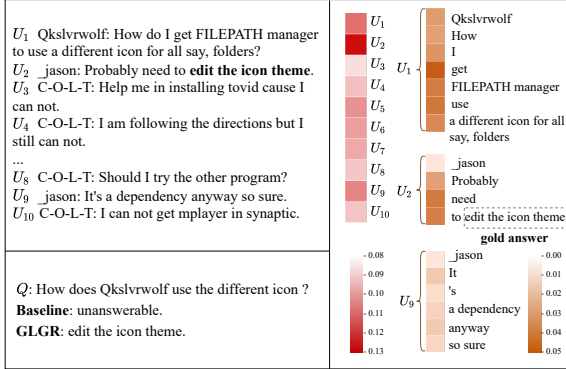 U1 Qkslvrwolf: How do I get FILEPATH manager
to use a different icon for all say, folders?
U2 _jason: Probably need to edit the icon theme.
U3 C-O-L-T: Help me in installing tovid cause I
can not.
U4 C-O-L-T: I am following the directions but I
still can not.
...
U8 C-O-L-T: Should I try the other program?
U9 _jason: It's a dependency anyway so sure.
U10 C-O-L-T: I can not get mplayer in synaptic.
Q: How does Qkslvrwolf use the different icon ?
Baseline: unanswerable.
GLGR: edit the icon theme.
U1
U2
U3
U4
U5
U6
U7
U8
U9
U10
0.08
0.09
0.10
0.11
0.12
0.13
U1
Qkslvrwolf
How
I
get
FILEPATH manager
use
a different icon for all
say, folders
U2
_jason
Probably
need
to edit the icon theme
gold answer
U9
_jason
It
's
a dependency
anyway
so sure
0.00
0.01
0.02
0.03
0.04
0.05